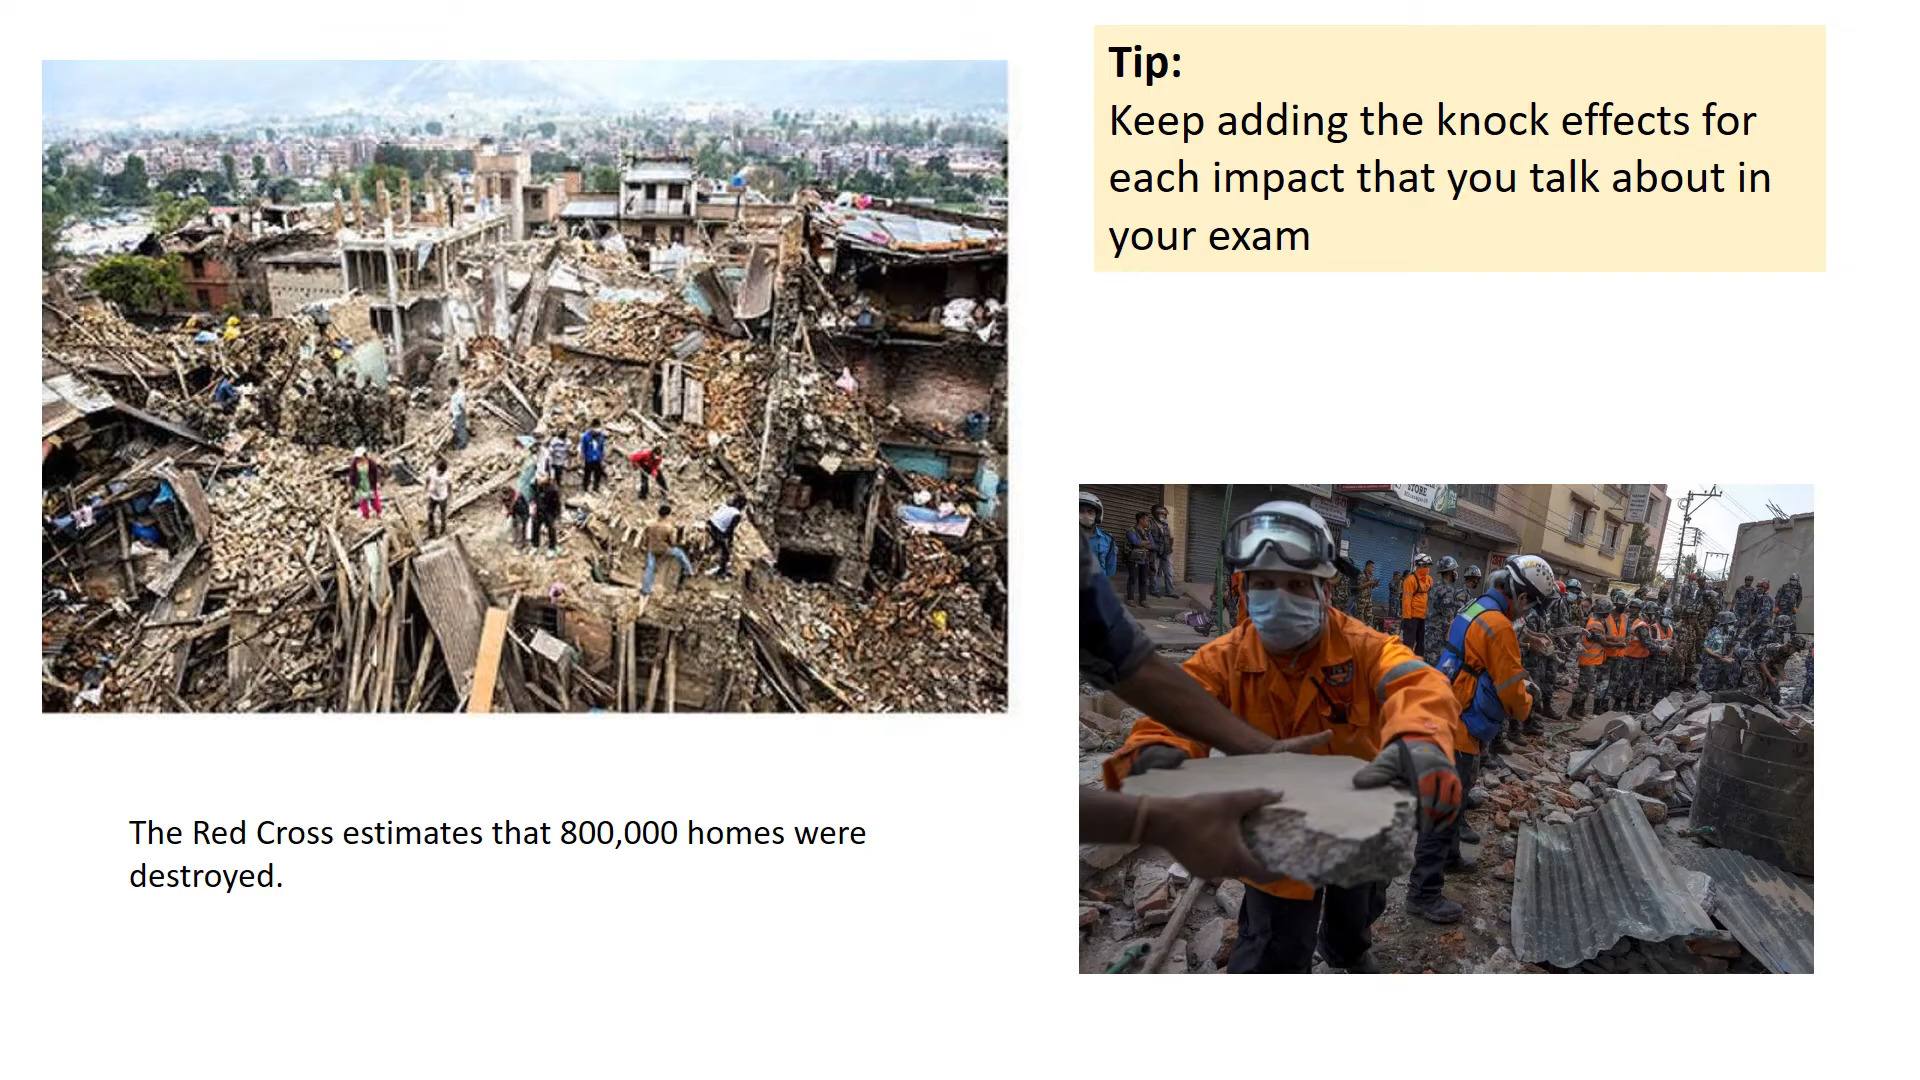 Tip:
Keep adding the knock effects for
each impact that you talk about in
your exam
STORE
The Red Cross estimates that 800,000 homes were
destroyed.